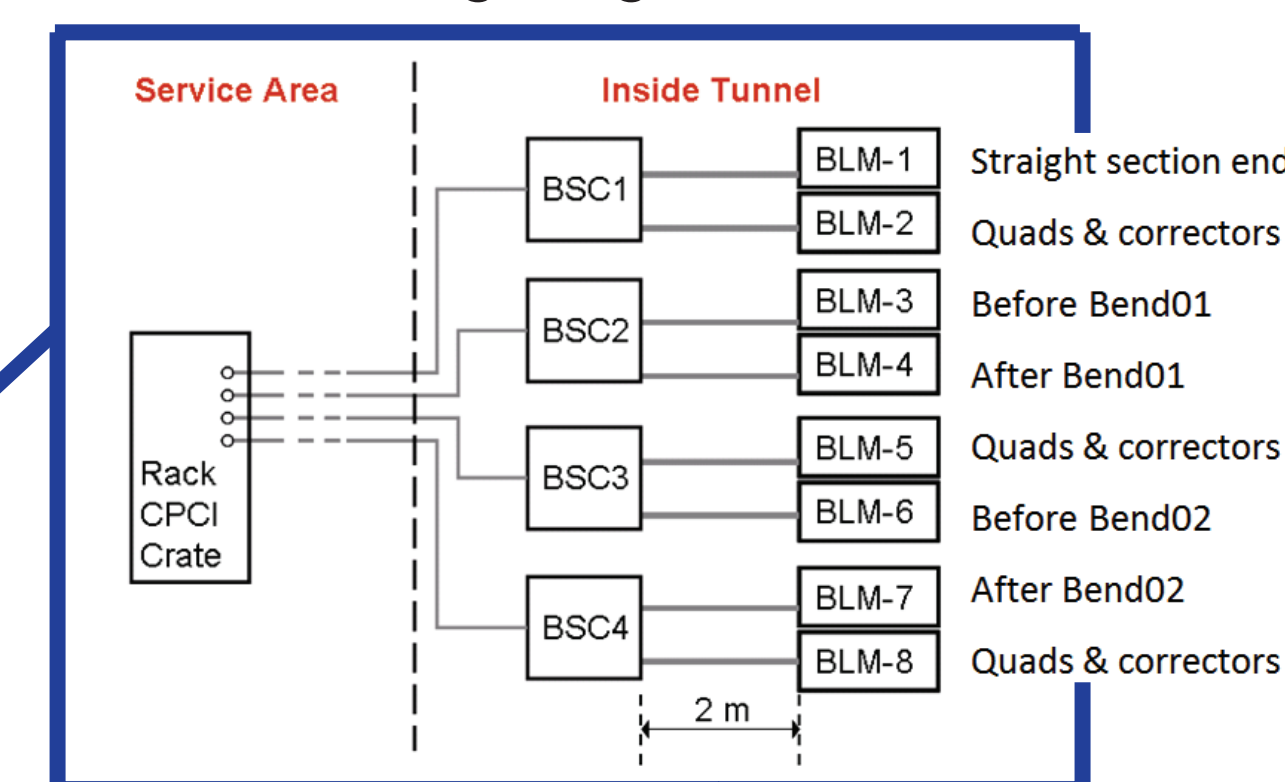 Service Area
Inside Tunnel
BSC1
BLM-1
Straight section end
BLM-2
Quads & correctors
BSC2
BLM-3
Before Bend01
BLM-4
After Bend01
Rack
CPCI
Crate
BSC3
BLM-5
Quads & correctors
BLM-6
Before Bend02
BSC4
BLM-7
After Bend02
BLM-8
Quads & correctors
2 m